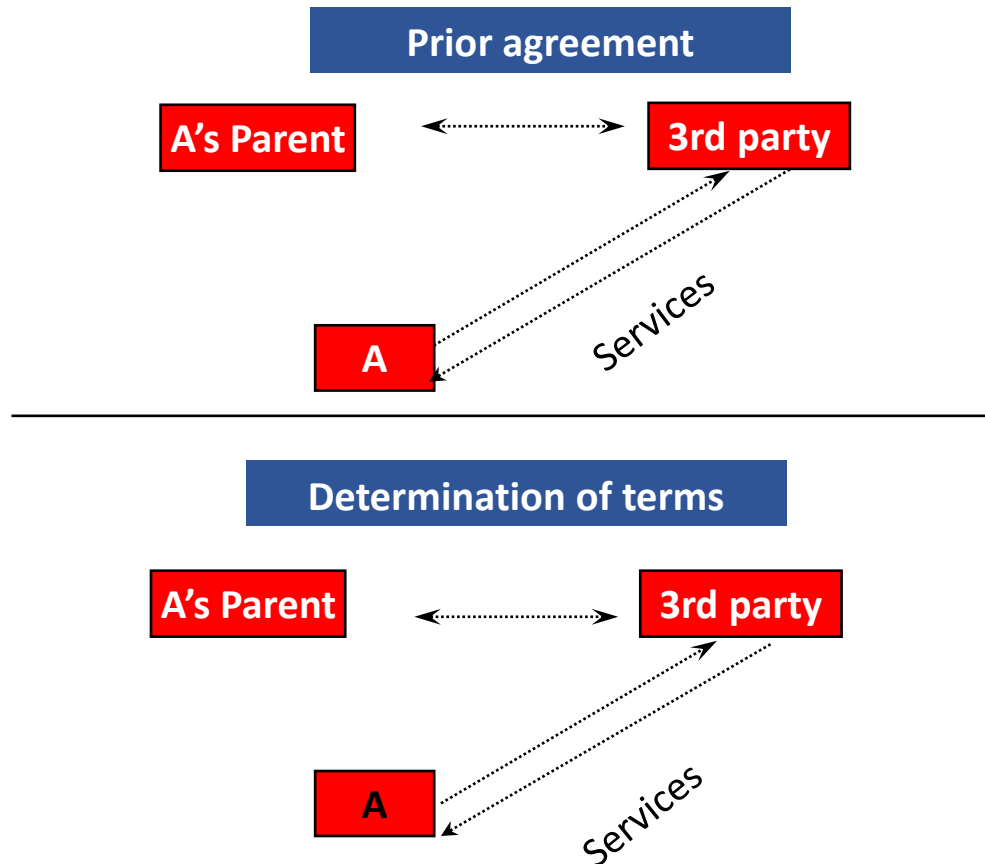 Prior agreement
A's Parent
3rd party
Services
A
Determination of terms
A's Parent
3rd party
Services
A